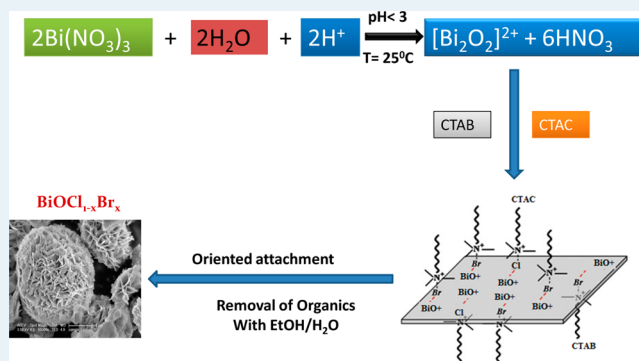 2Bi(NO₃)₃ + 2H₂O + 2H⁺ pH< 3 [Bi₂O₂]²⁺ + 6HNO₃
T= 25⁰C
CTAB CTAC
CTAC
BiOCl₁₋ₓBrₓ
N⁺ N⁺
N⁺ Br Cl N⁺ BiO+
Oriented attachment
Br BiO+ BiO+ Br Br
BiO+ BiO+ BiO+ N⁺
Removal of Organics
BiO+ Cl Br BiO+
With EtOH/H₂O
N⁺ N⁺
CTAB